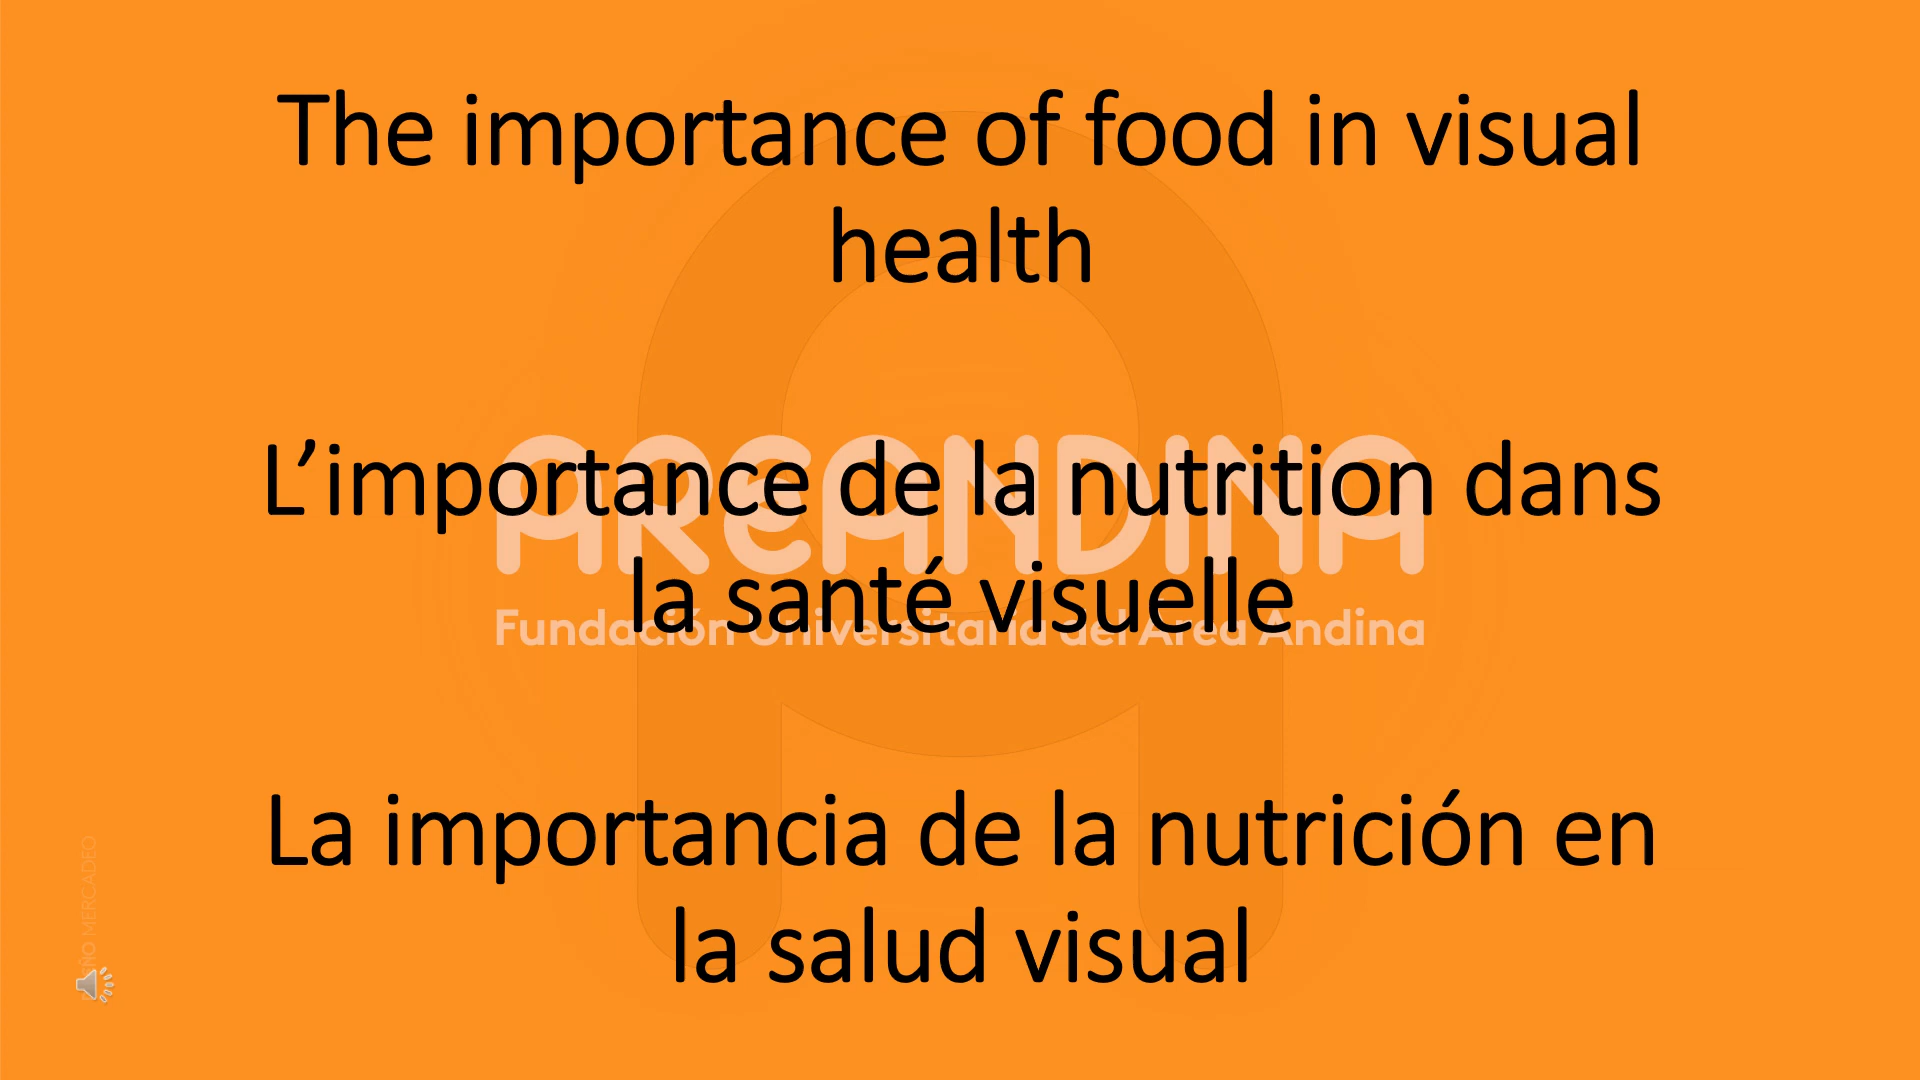 The importance of food in visual
health
L’importance de la nutrition dans
la santé visuelle
AREANDINA
Fundación Universitaria del Área Andina
La importancia de la nutrición en
la salud visual
MERCADEO